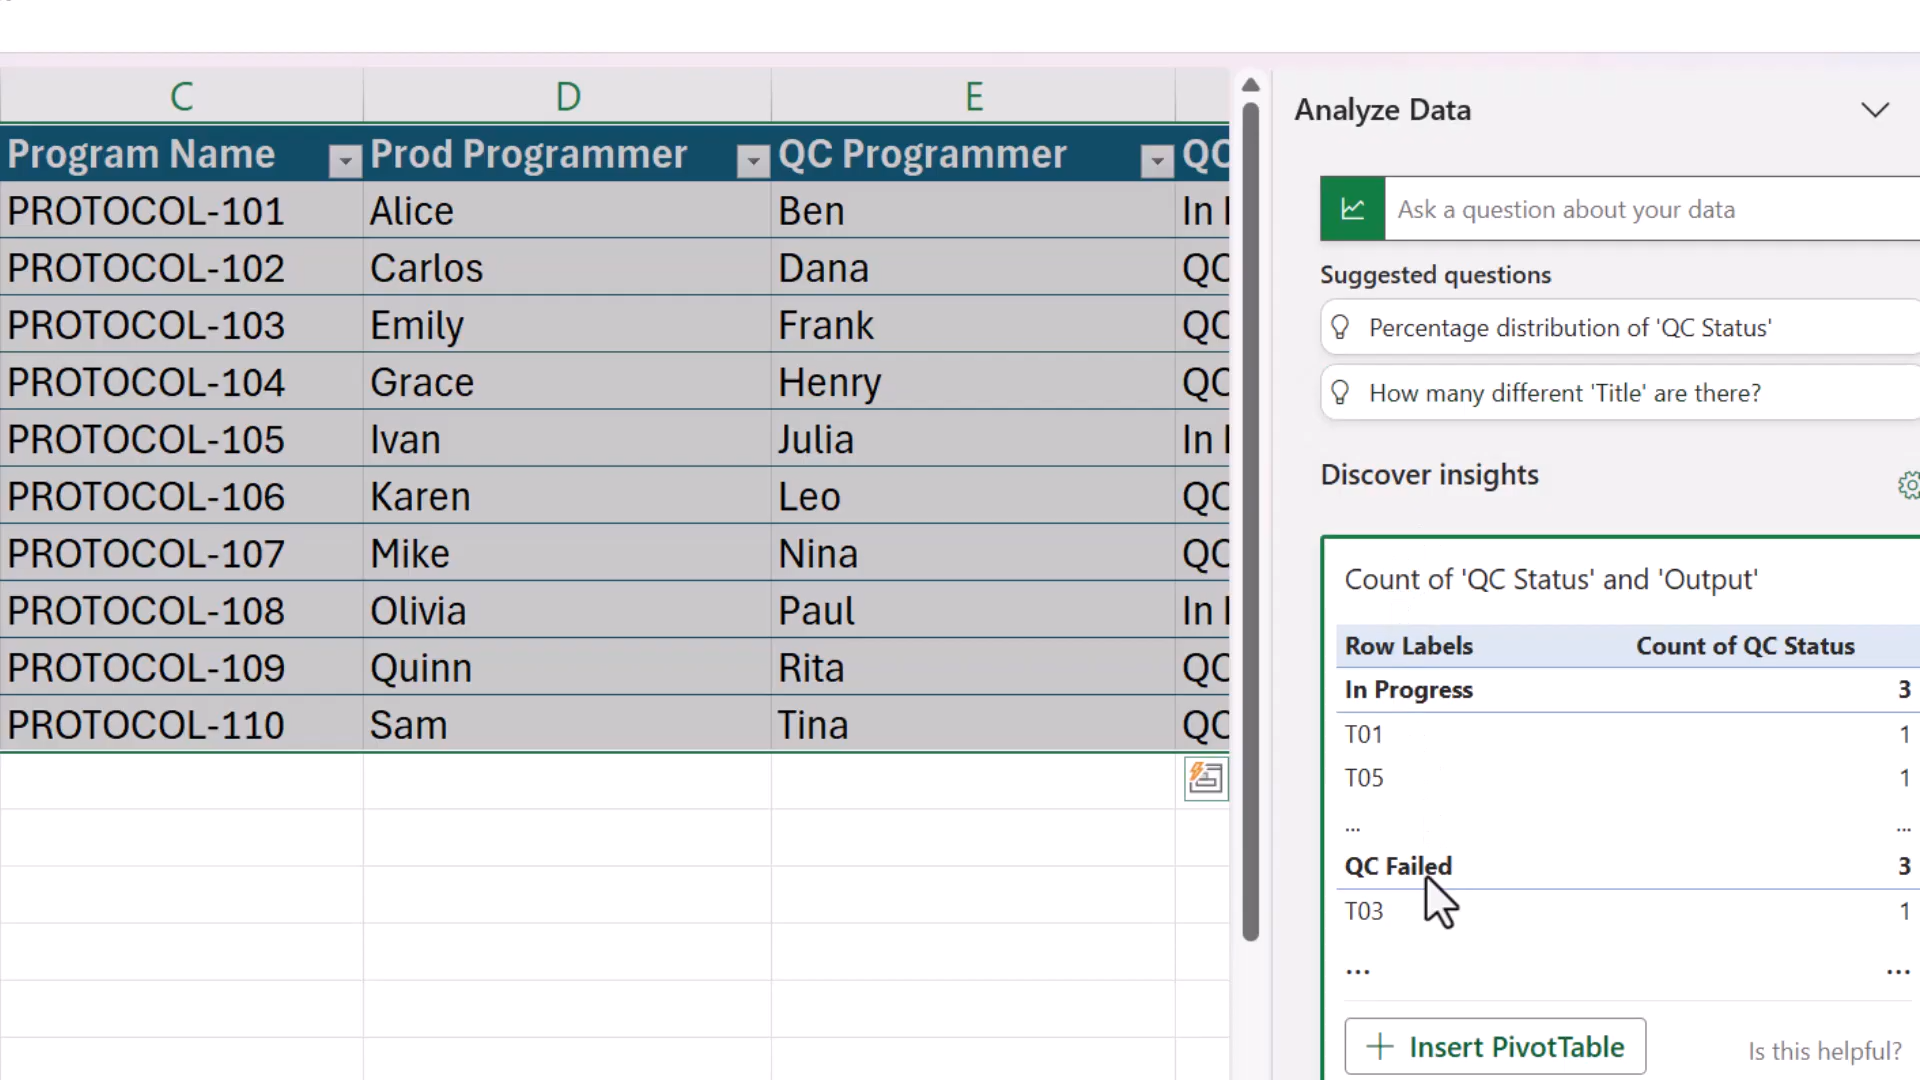 C D E
Program Name Prod Programmer QC Programmer QC
PROTOCOL-101 Alice Ben In
PROTOCOL-102 Carlos Dana QC
PROTOCOL-103 Emily Frank QC
PROTOCOL-104 Grace Henry QC
PROTOCOL-105 Ivan Julia In
PROTOCOL-106 Karen Leo QC
PROTOCOL-107 Mike Nina QC
PROTOCOL-108 Olivia Paul In
PROTOCOL-109 Quinn Rita QC
PROTOCOL-110 Sam Tina QC
Analyze Data
Ask a question about your data
Suggested questions
Percentage distribution of 'QC Status'
How many different 'Title' are there?
Discover insights
Count of 'QC Status' and 'Output'
Row Labels Count of QC Status
In Progress 3
T01 1
T05 1
... ...
QC Failed 3
T03 1
... ...
Insert PivotTable
Is this helpful?